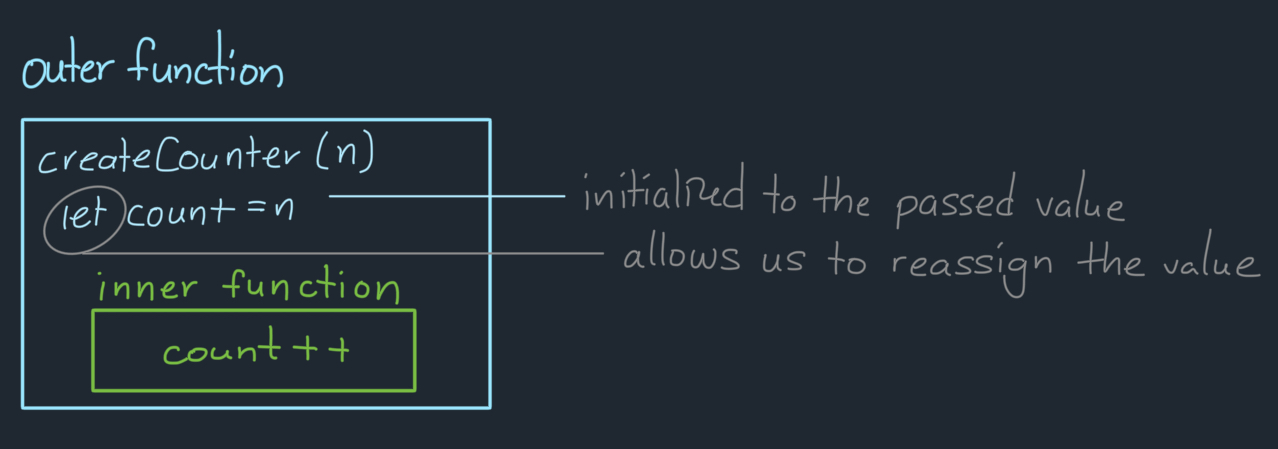 outer function
createCounter (n)
let count = n
initialized to the passed value
allows us to reassign the value
inner function
count++